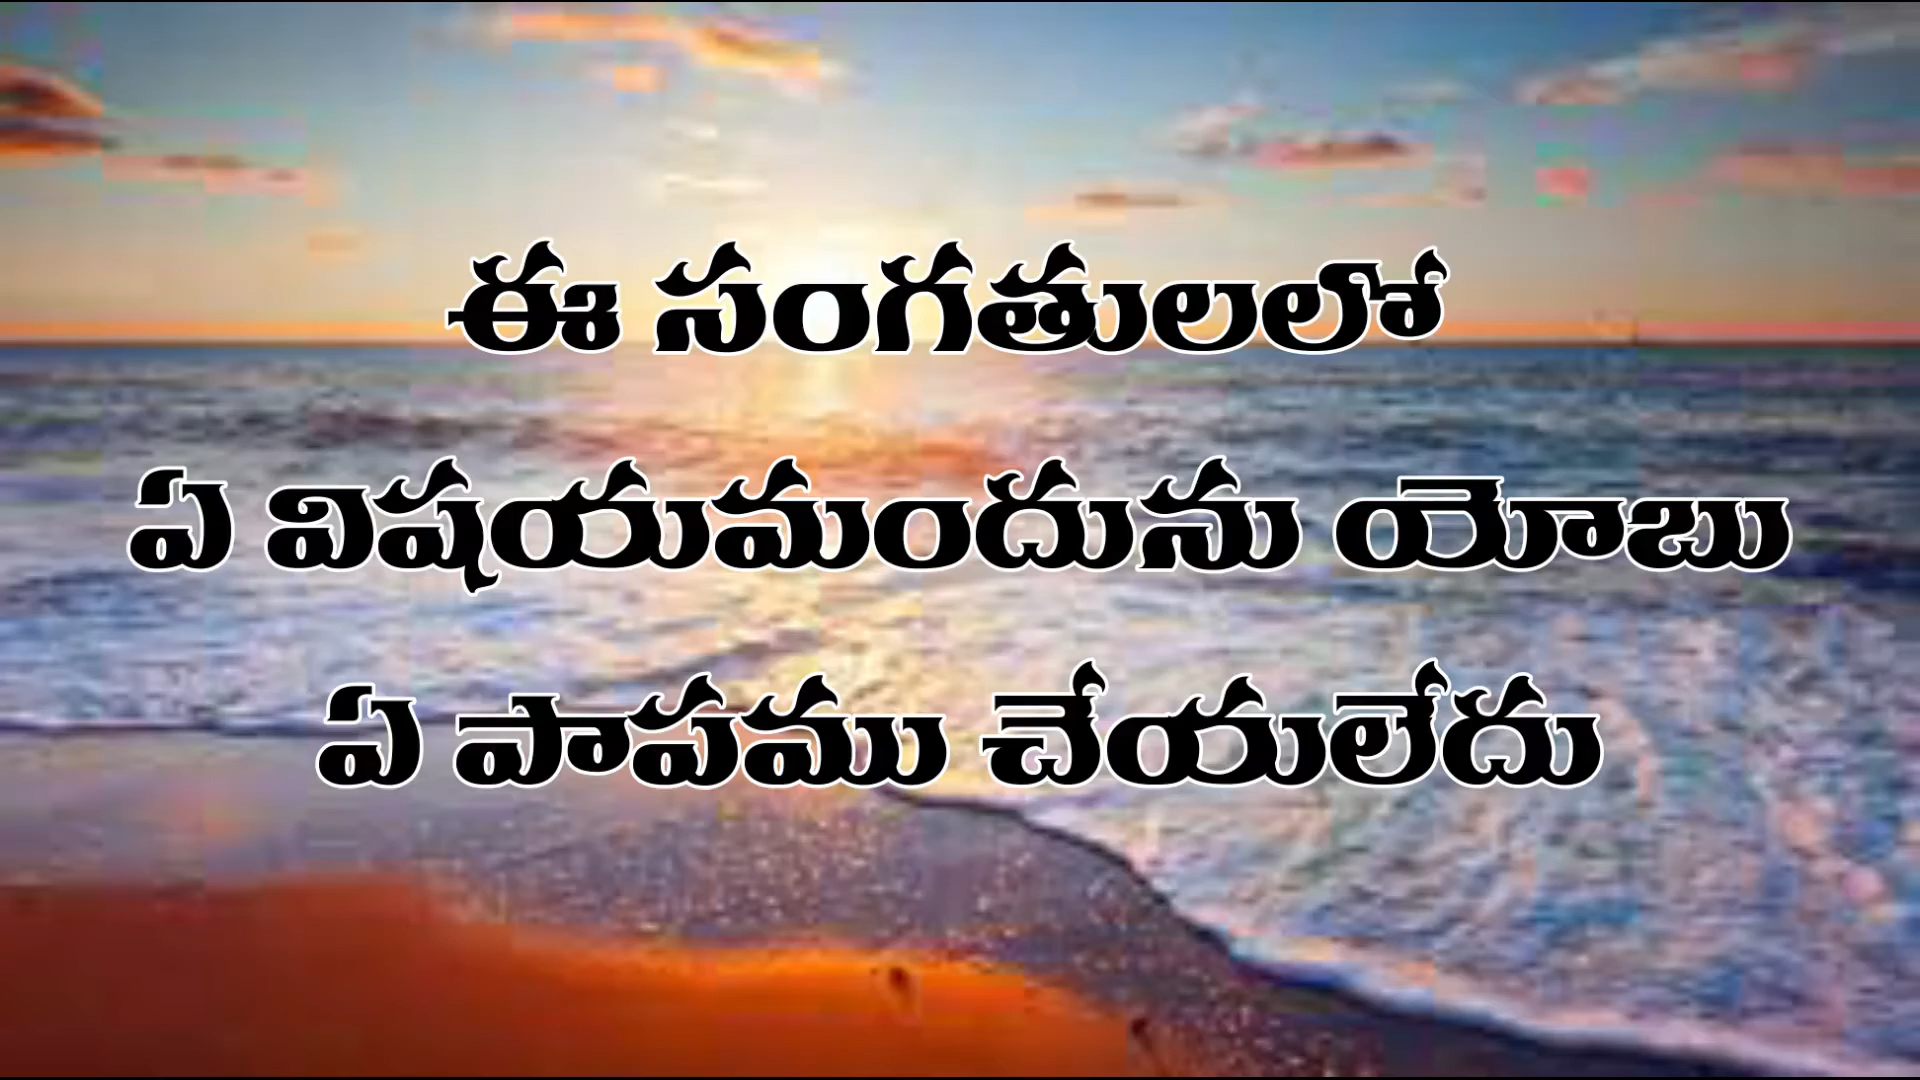 ఈ సంగతులలో
ఏ విషయమందును యోబు
ఏ పాపము చేయలేదు